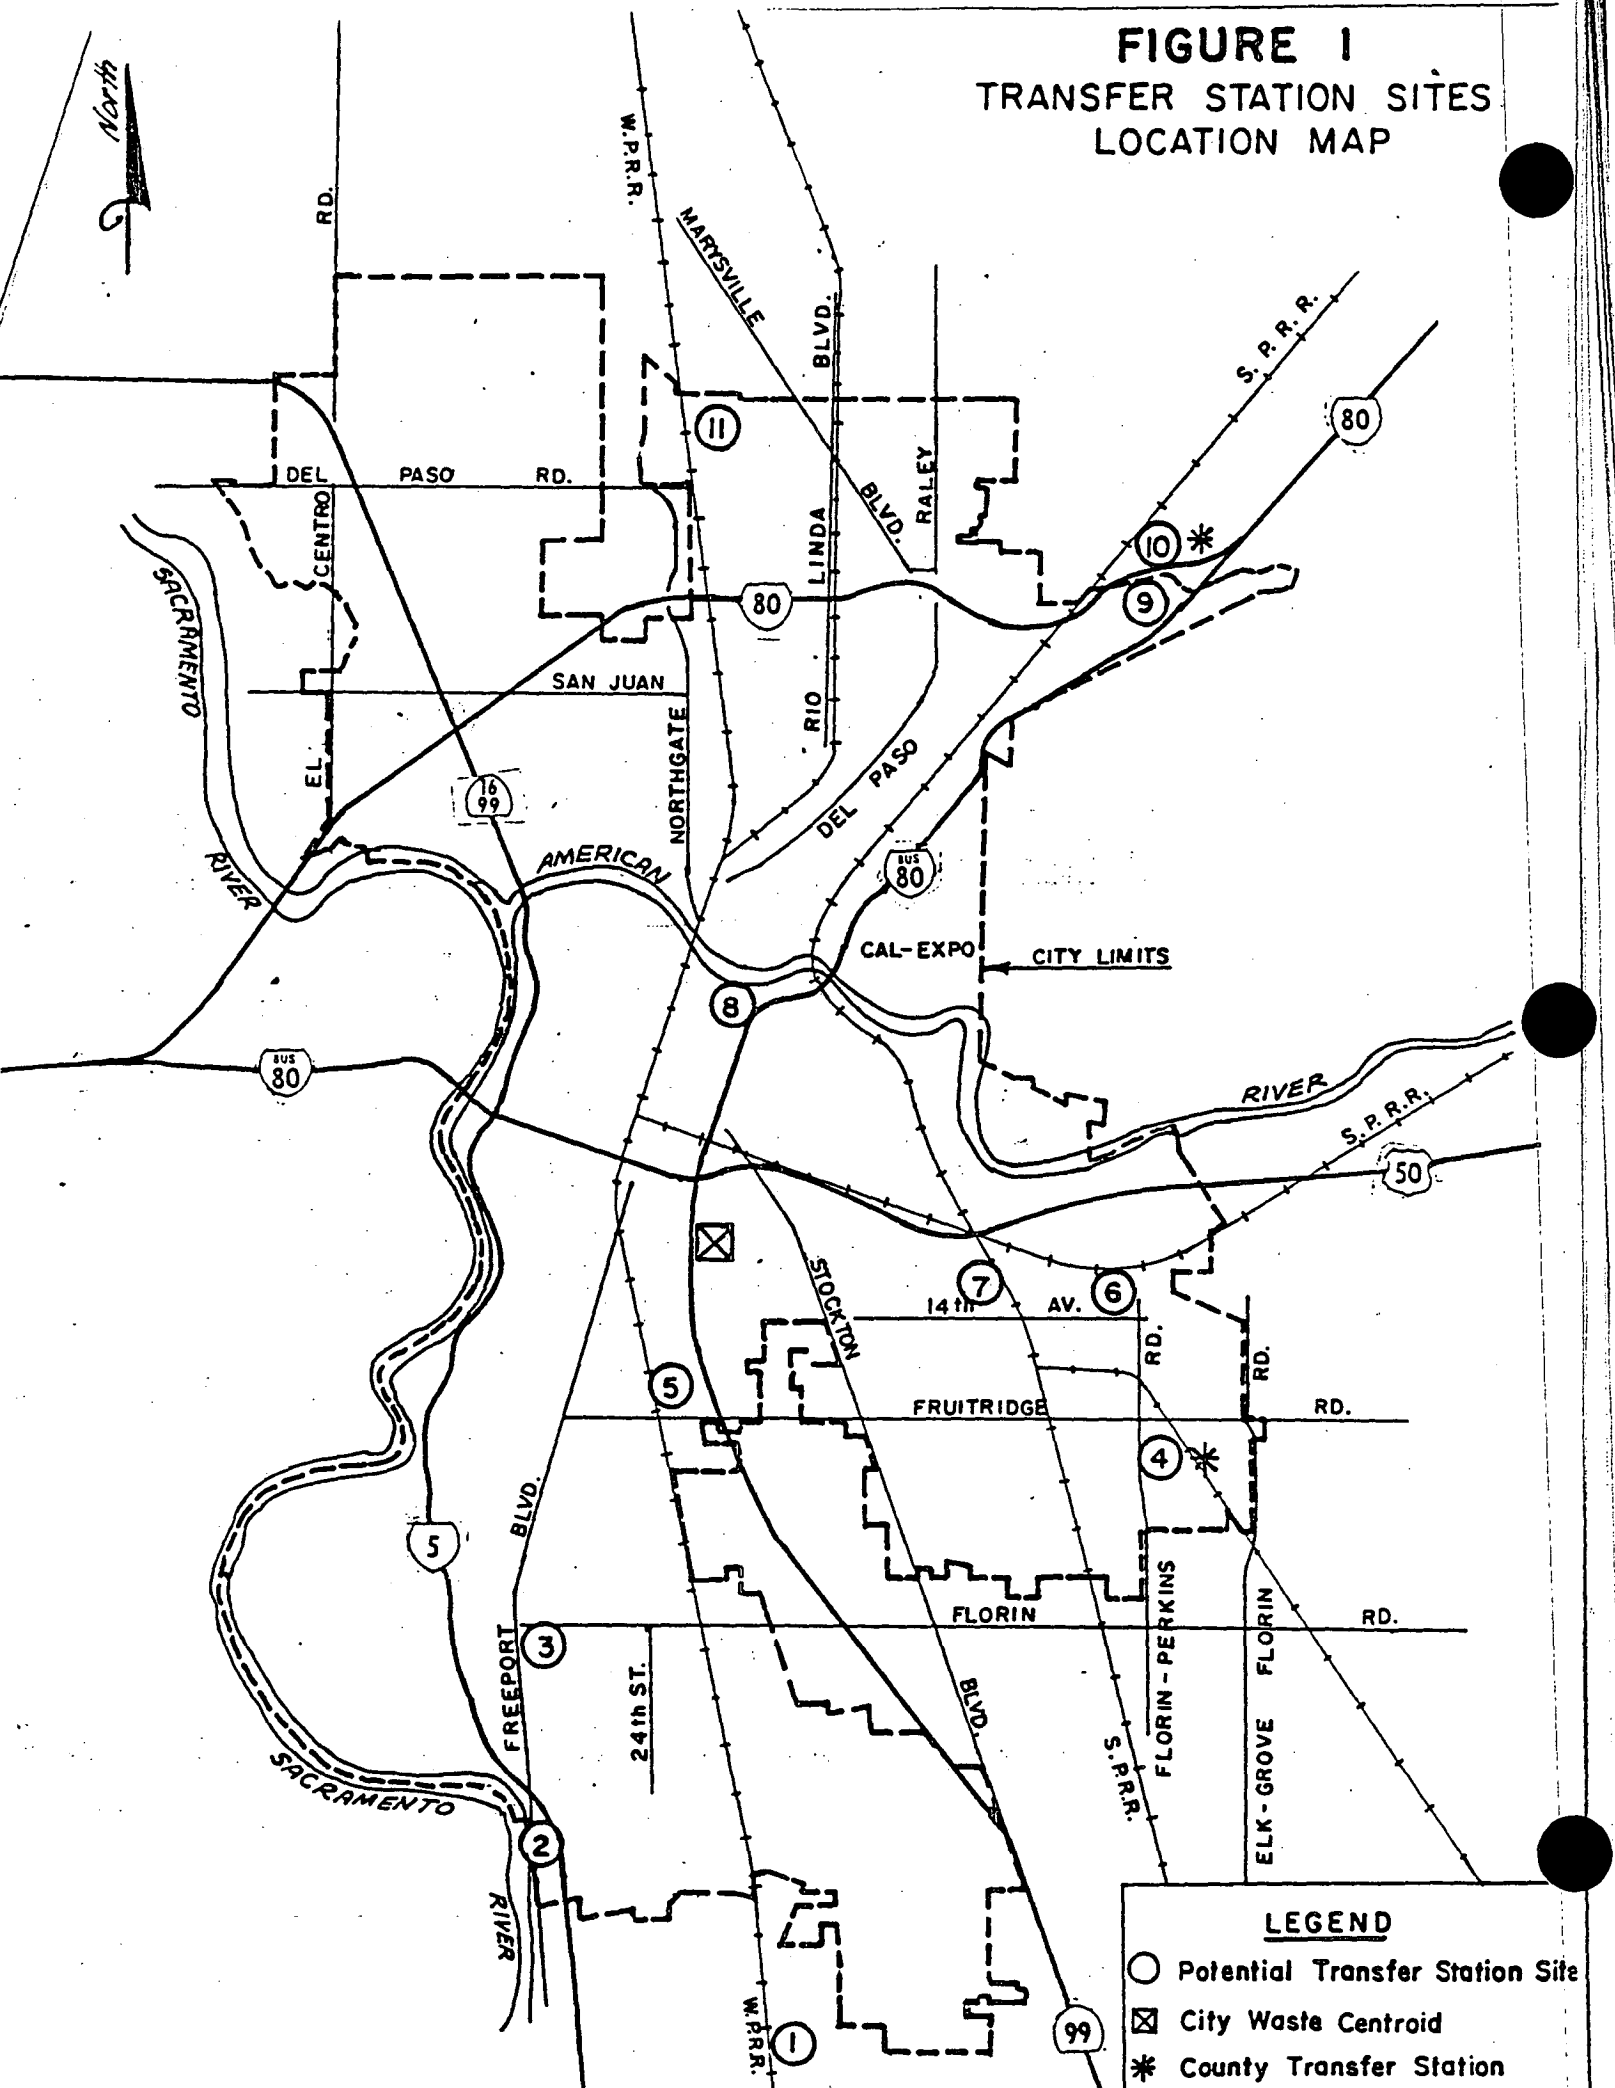 FIGURE 1
TRANSFER STATION SITES
LOCATION MAP
North
RD.
W.P.R.R.
MARYSVILLE
BLVD.
S. P. R. R.
80
11
DEL PASO RD.
CENTRO
BLVD.
RALEY
LINDA
10
9
80
SACRAMENTO
SAN JUAN
RIO
NORTHGATE
EL
16
99
DEL PASO
RIVER
AMERICAN
BUS
80
CAL-EXPO
CITY LIMITS
8
BUS
80
RIVER
S.P.R.R.
50
STOCKTON
7
6
14th AV.
RD.
RD.
5
FRUITRIDGE RD.
4
BLVD.
5
FLORIN RD.
3
FREEPORT
24th ST.
BLVD.
FLORIN-PERKINS
ELK-GROVE FLORIN
S.P.R.R.
SACRAMENTO
2
RIVER
W.P.R.R.
1
99
LEGEND
Potential Transfer Station Site
City Waste Centroid
County Transfer Station